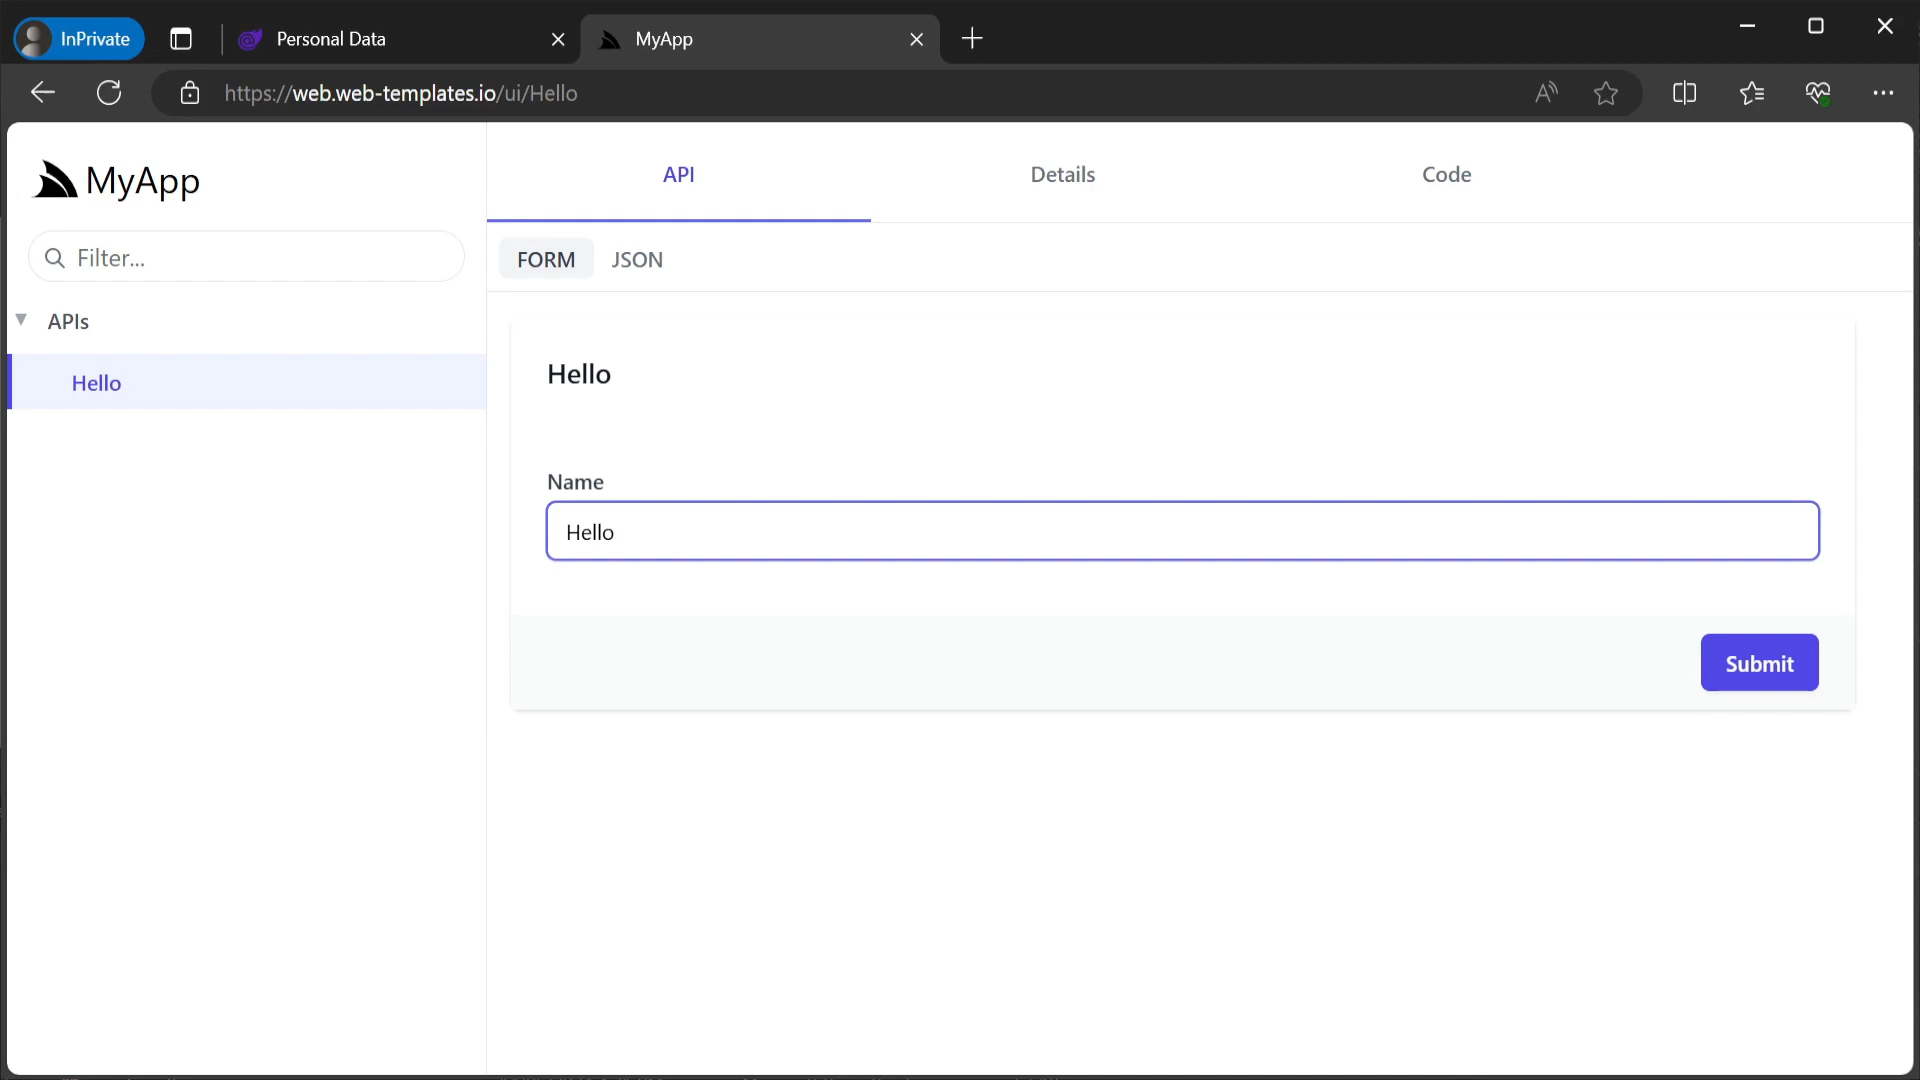 InPrivate
Personal Data
MyApp
https://web.web-templates.io/ui/Hello
MyApp
Filter...
APIs
Hello
API
Details
Code
FORM
JSON
Hello
Name
Hello
Submit